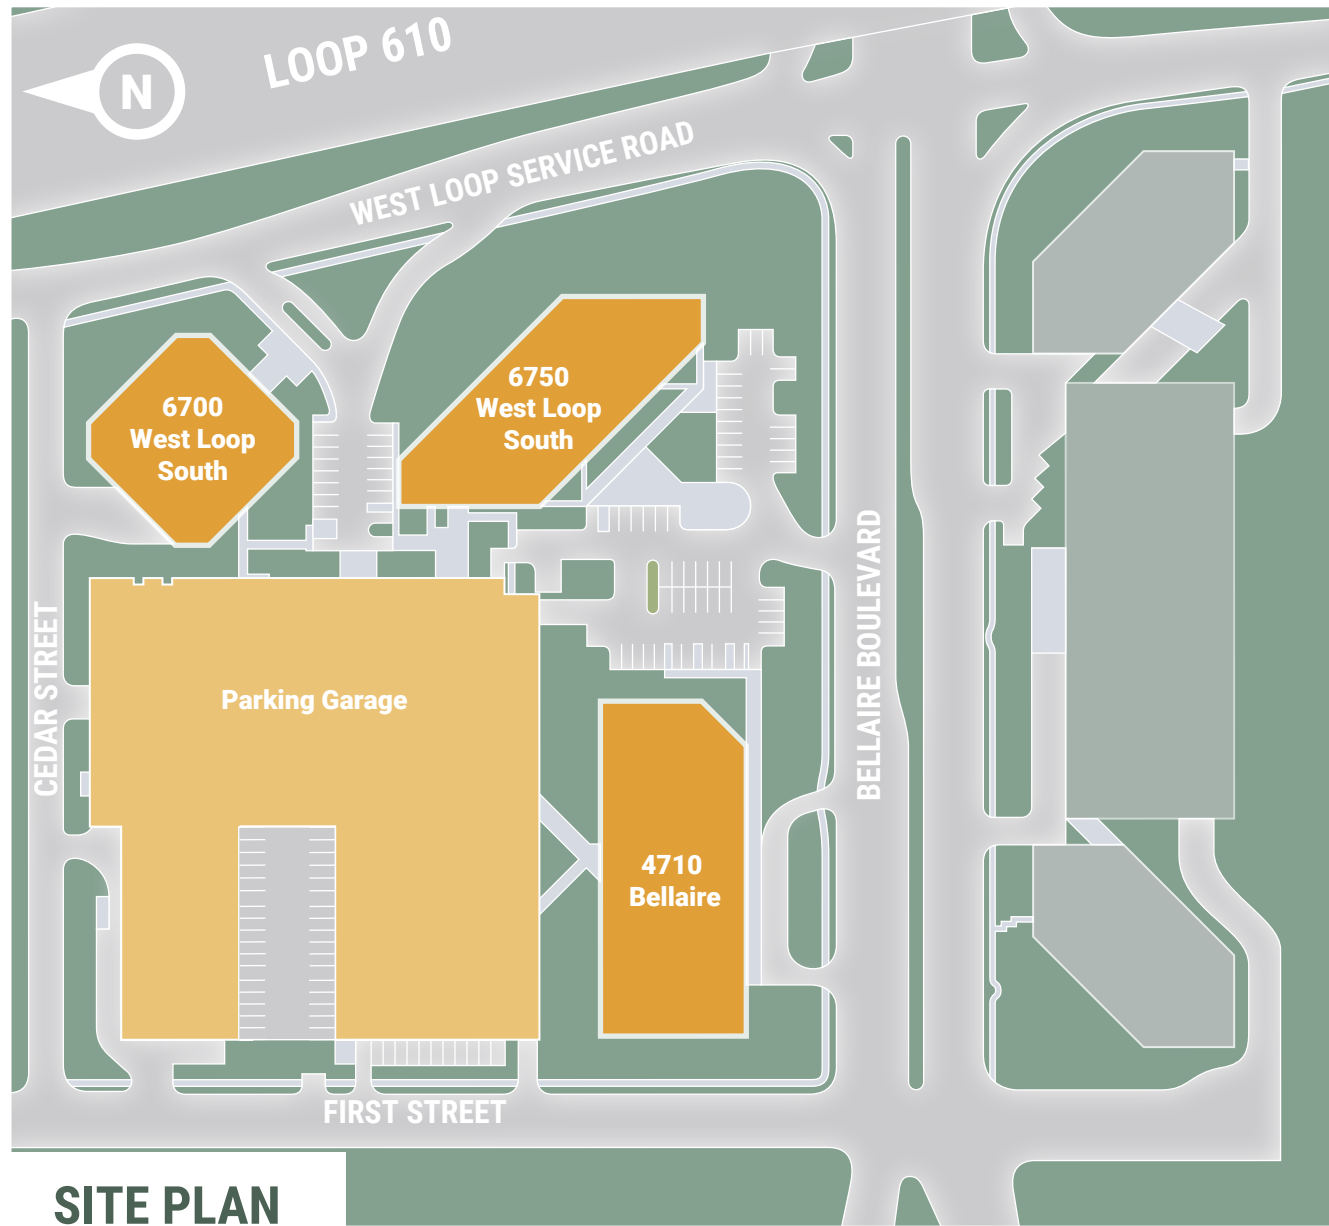 LOOP 610
N
WEST LOOP SERVICE ROAD
6750
West Loop
South
6700
West Loop
South
BELLAIRE BOULEVARD
CEDAR STREET
Parking Garage
4710
Bellaire
FIRST STREET
SITE PLAN